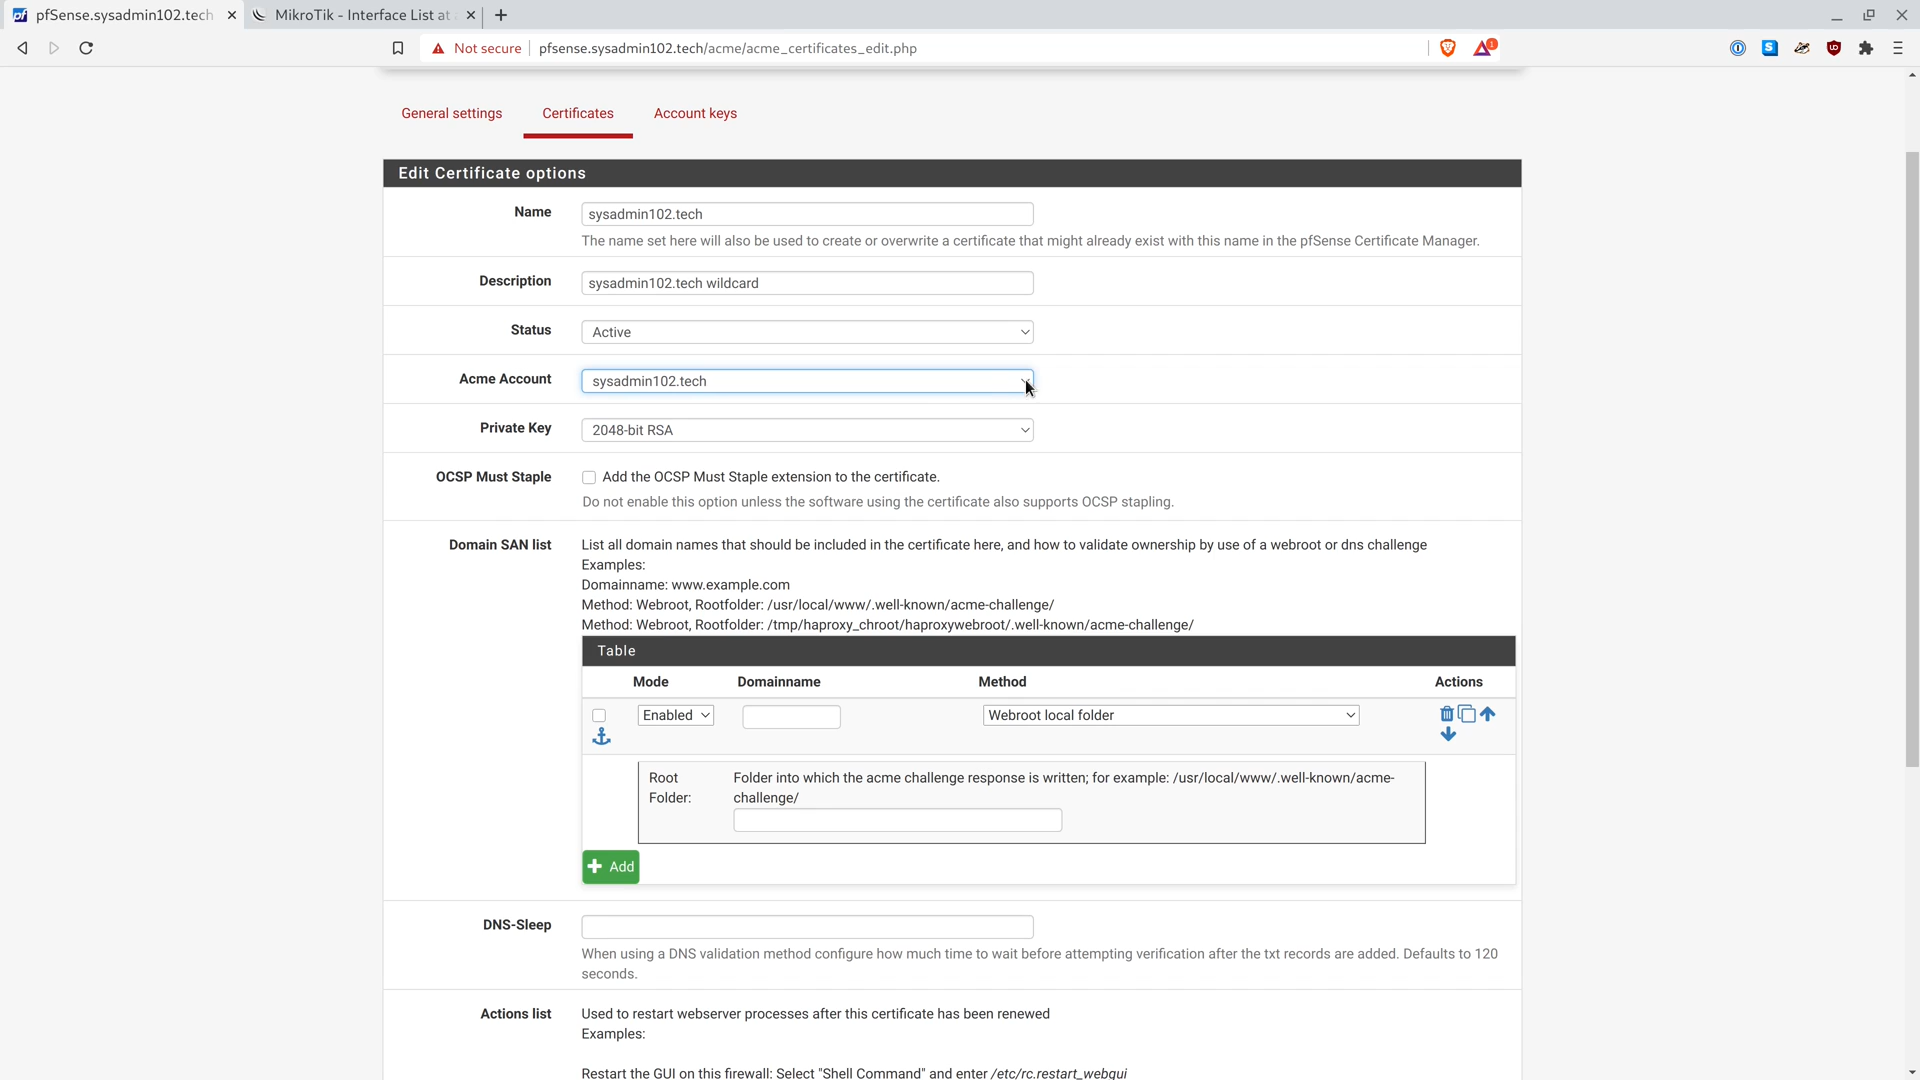 pfSense.sysadmin102.tech
MikroTik - Interface List at
Not secure
pfsense.sysadmin102.tech/acme/acme_certificates_edit.php
1
General settings
Certificates
Account keys
Edit Certificate options
Name
sysadmin102.tech
The name set here will also be used to create or overwrite a certificate that might already exist with this name in the pfSense Certificate Manager.
Description
sysadmin102.tech wildcard
Status
Active
Acme Account
sysadmin102.tech
Private Key
2048-bit RSA
OCSP Must Staple
Add the OCSP Must Staple extension to the certificate.
Do not enable this option unless the software using the certificate also supports OCSP stapling.
Domain SAN list
List all domain names that should be included in the certificate here, and how to validate ownership by use of a webroot or dns challenge
Examples:
Domainname: www.example.com
Method: Webroot, Rootfolder: /usr/local/www/.well-known/acme-challenge/
Method: Webroot, Rootfolder: /tmp/haproxy_chroot/haproxywebroot/.well-known/acme-challenge/
Table
Mode
Domainname
Method
Actions
Enabled
Webroot local folder
Root
Folder:
Folder into which the acme challenge response is written; for example: /usr/local/www/.well-known/acme-
challenge/
Add
DNS-Sleep
When using a DNS validation method configure how much time to wait before attempting verification after the txt records are added. Defaults to 120
seconds.
Actions list
Used to restart webserver processes after this certificate has been renewed
Examples:
Restart the GUI on this firewall: Select "Shell Command" and enter /etc/rc.restart_webgui